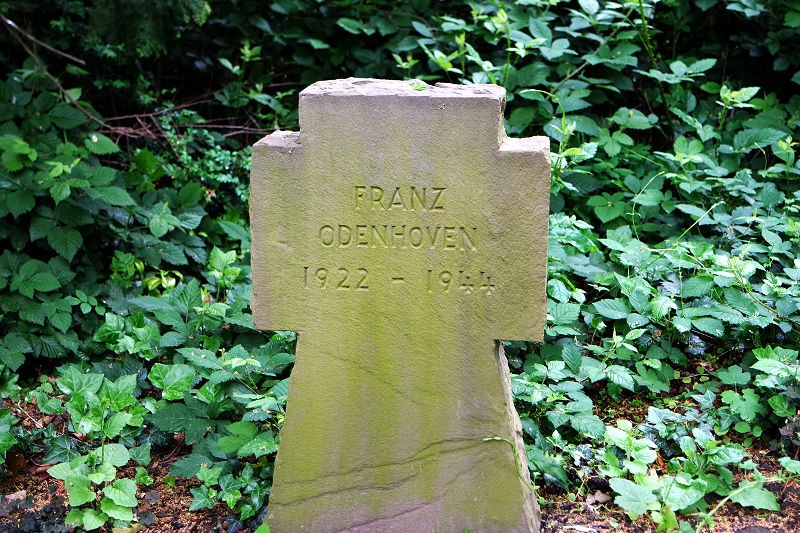 FRANZ
ODENHOVEN
1922 - 1944